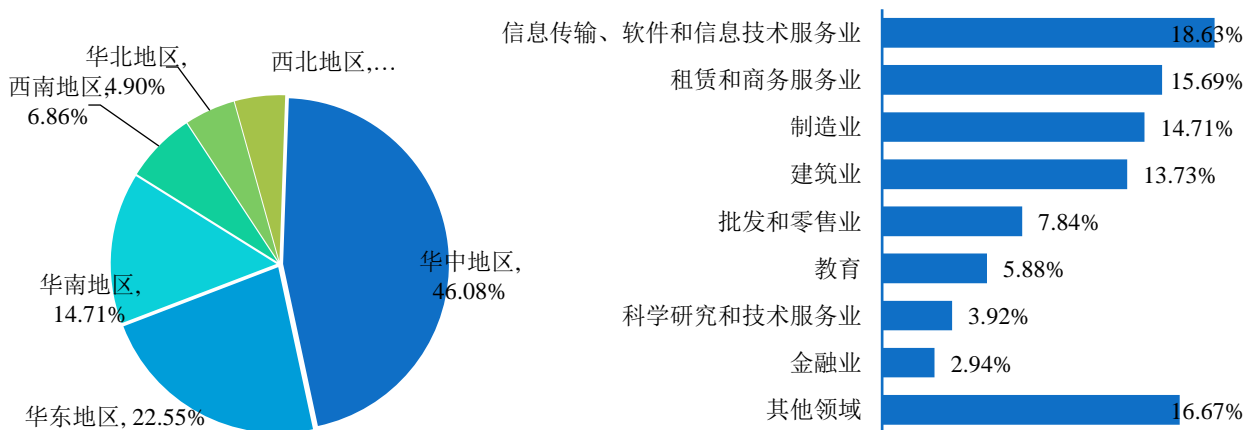 华北地区,
4.90%
西北地区,…
西南地区,
6.86%
华中地区,
46.08%
华南地区,
14.71%
华东地区, 22.55%
信息传输、软件和信息技术服务业 18.63%
租赁和商务服务业 15.69%
制造业 14.71%
建筑业 13.73%
批发和零售业 7.84%
教育 5.88%
科学研究和技术服务业 3.92%
金融业 2.94%
其他领域 16.67%